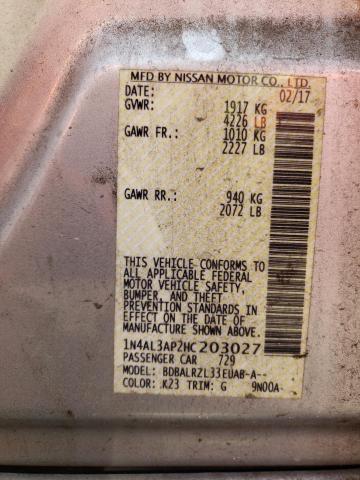 MFD BY NISSAN MOTOR CO., LTD.
DATE: 02/17
GVWR: 1917 KG
4226 LB
GAWR FR.: 1010 KG
2227 LB
GAWR RR.: 940 KG
2072 LB
THIS VEHICLE CONFORMS TO
ALL APPLICABLE FEDERAL
MOTOR VEHICLE SAFETY,
BUMPER, AND THEFT
PREVENTION STANDARDS IN
EFFECT ON THE DATE OF
MANUFACTURE SHOWN ABOVE.
1N4AL3AP2HC203027
PASSENGER CAR 729
MODEL: BDBALRZL33EUAB-A--
COLOR: K23 TRIM: G 9N00A